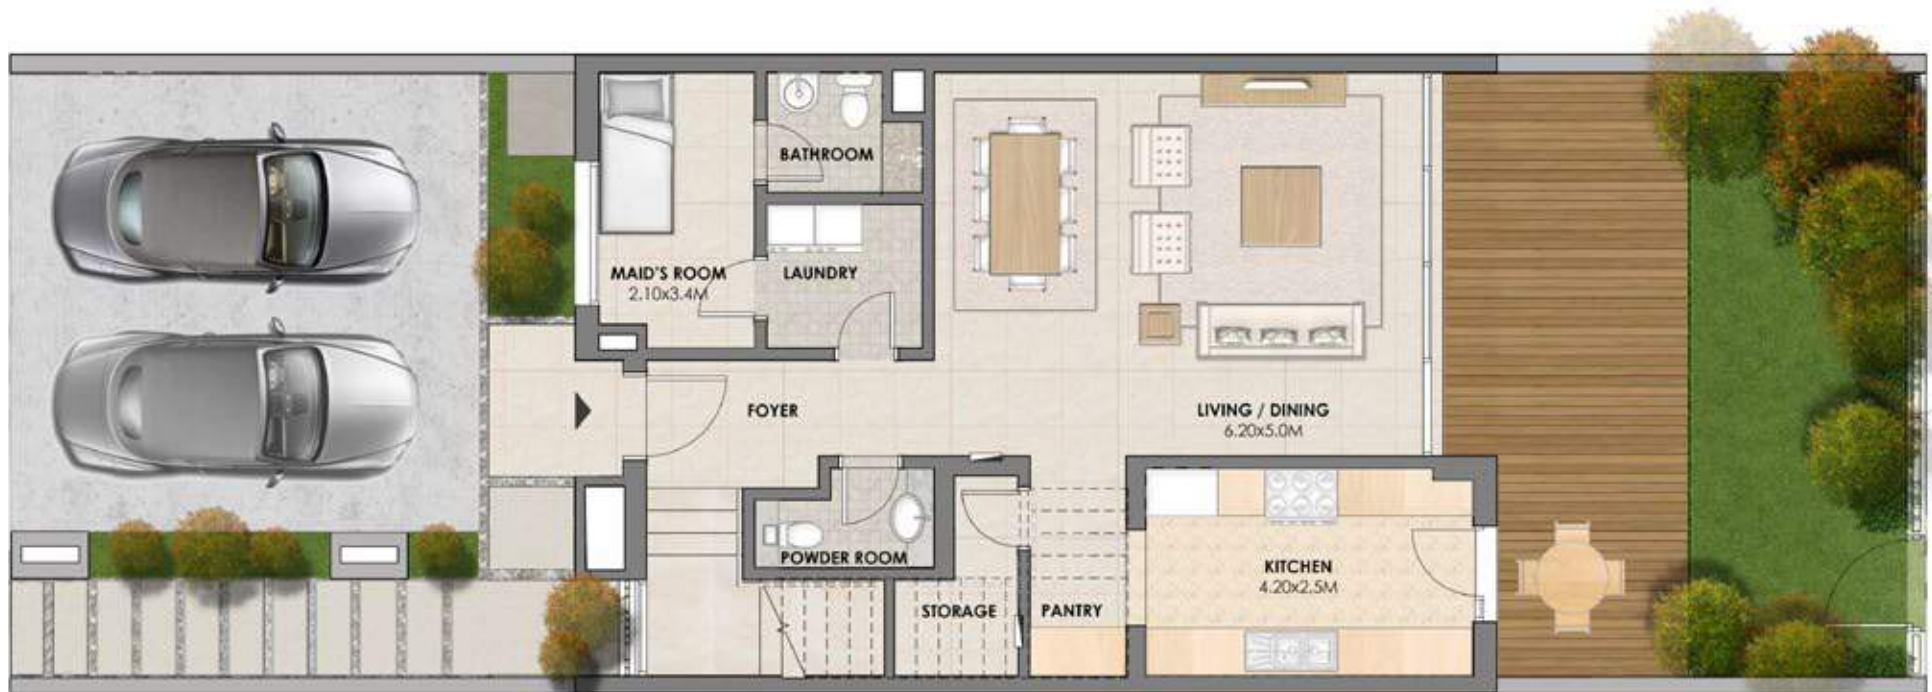 BATHROOM
MAID'S ROOM
2.10x3.4M
LAUNDRY
FOYER
LIVING / DINING
6.20x5.0M
POWDER ROOM
KITCHEN
4.20x2.5M
STORAGE
PANTRY